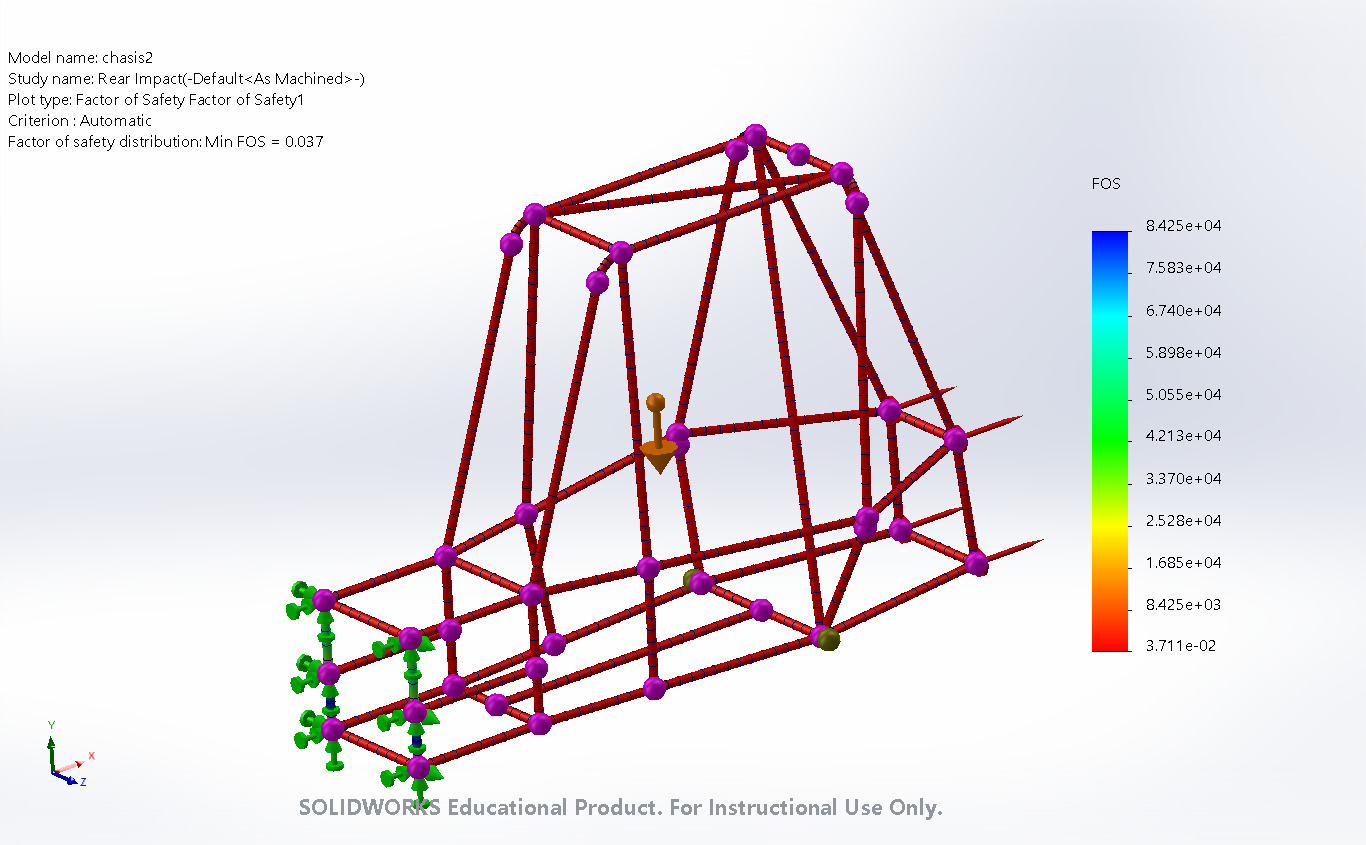 Model name: chasis2
Study name: Rear Impact(-Default<As Machined>-)
Plot type: Factor of Safety Factor of Safety1
Criterion : Automatic
Factor of safety distribution: Min FOS = 0.037
FOS
8.425e+04
7.583e+04
6.740e+04
5.898e+04
5.055e+04
4.213e+04
3.370e+04
2.528e+04
1.685e+04
8.425e+03
3.711e-02
Y
X
Z
SOLIDWORKS Educational Product. For Instructional Use Only.